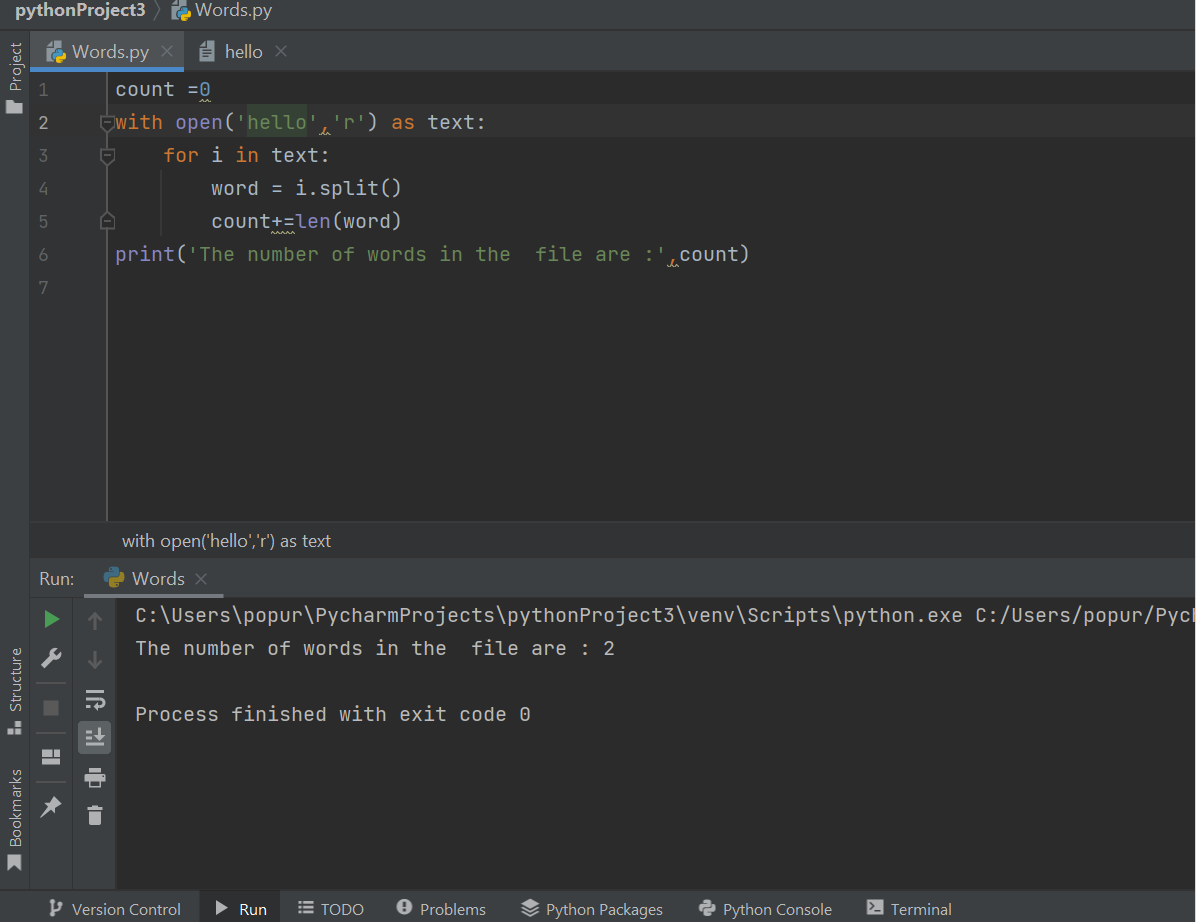 pythonProject3 Words.py
Project
Words.py hello
1 count =0
2 with open('hello','r') as text:
3 for i in text:
4 word = i.split()
5 count+=len(word)
6 print('The number of words in the  file are :',count)
7
with open('hello','r') as text
Run: Words
C:\Users\popur\PycharmProjects\pythonProject3\venv\Scripts\python.exe C:/Users/popur/Pych
The number of words in the  file are : 2
Process finished with exit code 0
Structure
Bookmarks
Version Control Run TODO Problems Python Packages Python Console Terminal